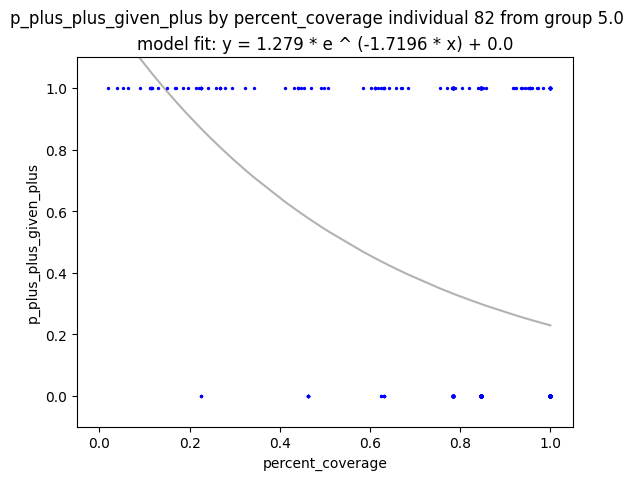 p_plus_plus_given_plus by percent_coverage individual 82 from group 5.0
model fit: y = 1.279 * e ^ (-1.7196 * x) + 0.0
1.0
0.8
0.6
0.4
0.2
0.0
p_plus_plus_given_plus
0.0 0.2 0.4 0.6 0.8 1.0
percent_coverage